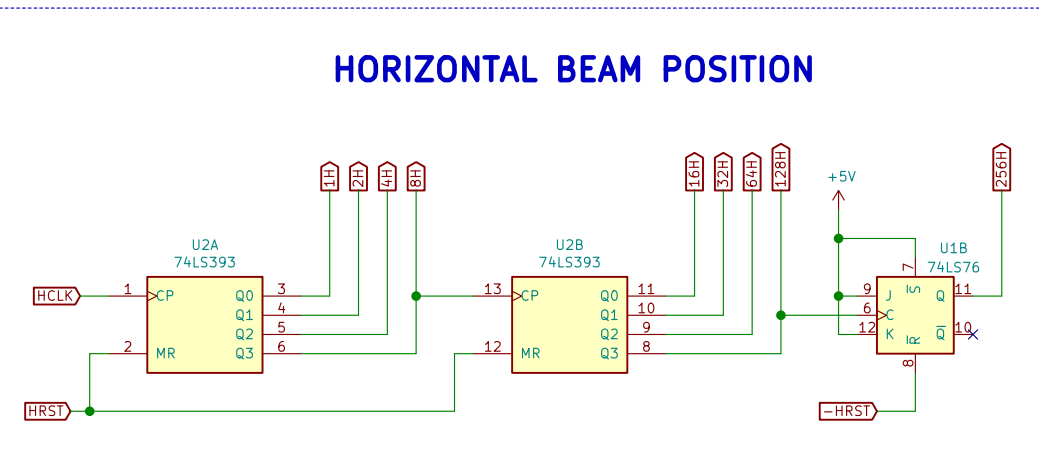 HORIZONTAL BEAM POSITION
1H 2H 4H 8H 16H 32H 64H 128H 256H
+5V
U2A
74LS393
HCLK 1 CP Q0 3
Q1 4
Q2 5
2 MR Q3 6
HRST
U2B
74LS393
13 CP Q0 11
Q1 10
Q2 9
12 MR Q3 8
U1B
74LS76
7 S
9 J Q 11
6 C
12 K Q̅ 10
R
8
-HRST